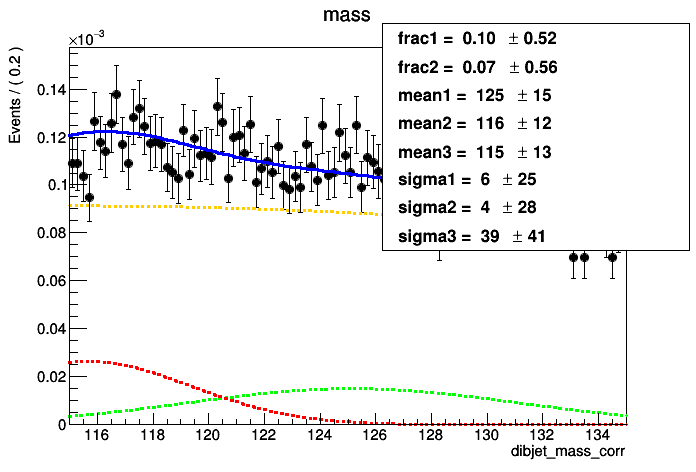 mass
×10⁻³
Events / ( 0.2 )
frac1 = 0.10 ± 0.52
frac2 = 0.07 ± 0.56
mean1 = 125 ± 15
mean2 = 116 ± 12
mean3 = 115 ± 13
sigma1 = 6 ± 25
sigma2 = 4 ± 28
sigma3 = 39 ± 41
0.14
0.12
0.1
0.08
0.06
0.04
0.02
0
116 118 120 122 124 126 128 130 132 134
dibjet_mass_corr